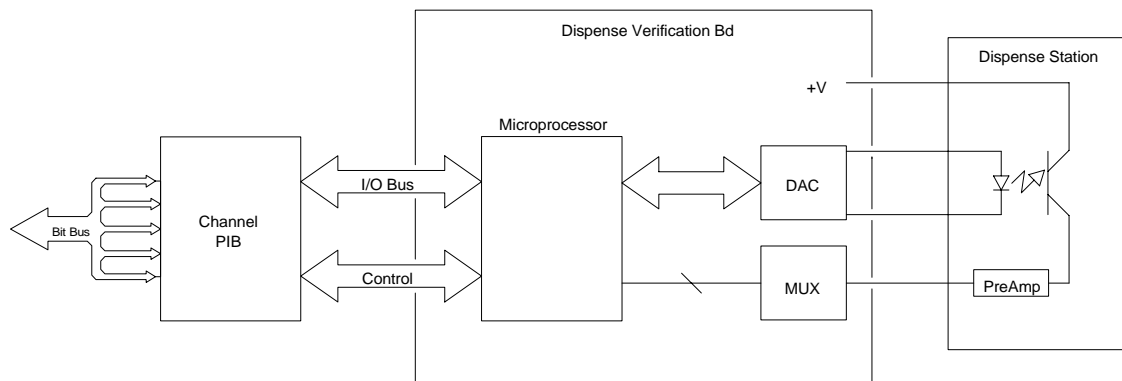 Dispense Verification Bd
Dispense Station
+V
Microprocessor
I/O Bus
DAC
Channel
PIB
Bit Bus
Control
MUX
PreAmp